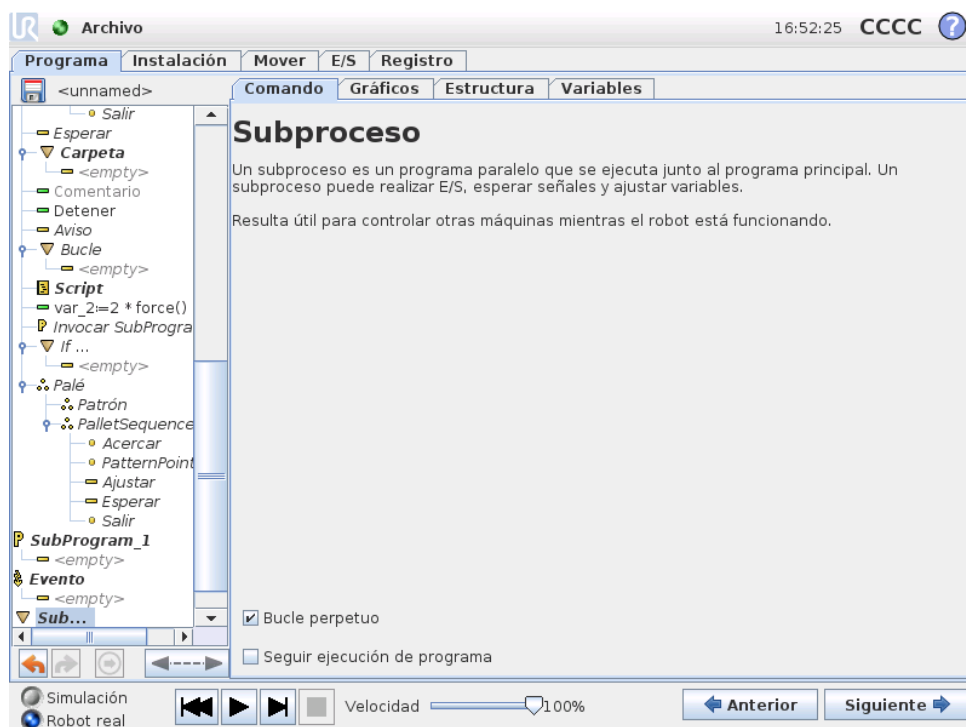 UR Archivo 16:52:25 CCCC ?
Programa Instalación Mover E/S Registro
<unnamed>
Comando Gráficos Estructura Variables
Salir
Esperar
Carpeta
<empty>
Comentario
Detener
Aviso
Bucle
<empty>
Script
var_2:=2 * force()
Invocar SubProgra
If ...
<empty>
Palé
Patrón
PalletSequence
Acercar
PatternPoint
Ajustar
Esperar
Salir
SubProgram_1
<empty>
Evento
<empty>
Sub...
Subproceso
Un subproceso es un programa paralelo que se ejecuta junto al programa principal. Un
subproceso puede realizar E/S, esperar señales y ajustar variables.
Resulta útil para controlar otras máquinas mientras el robot está funcionando.
Bucle perpetuo
Seguir ejecución de programa
Simulación
Robot real
Velocidad 100%
Anterior Siguiente